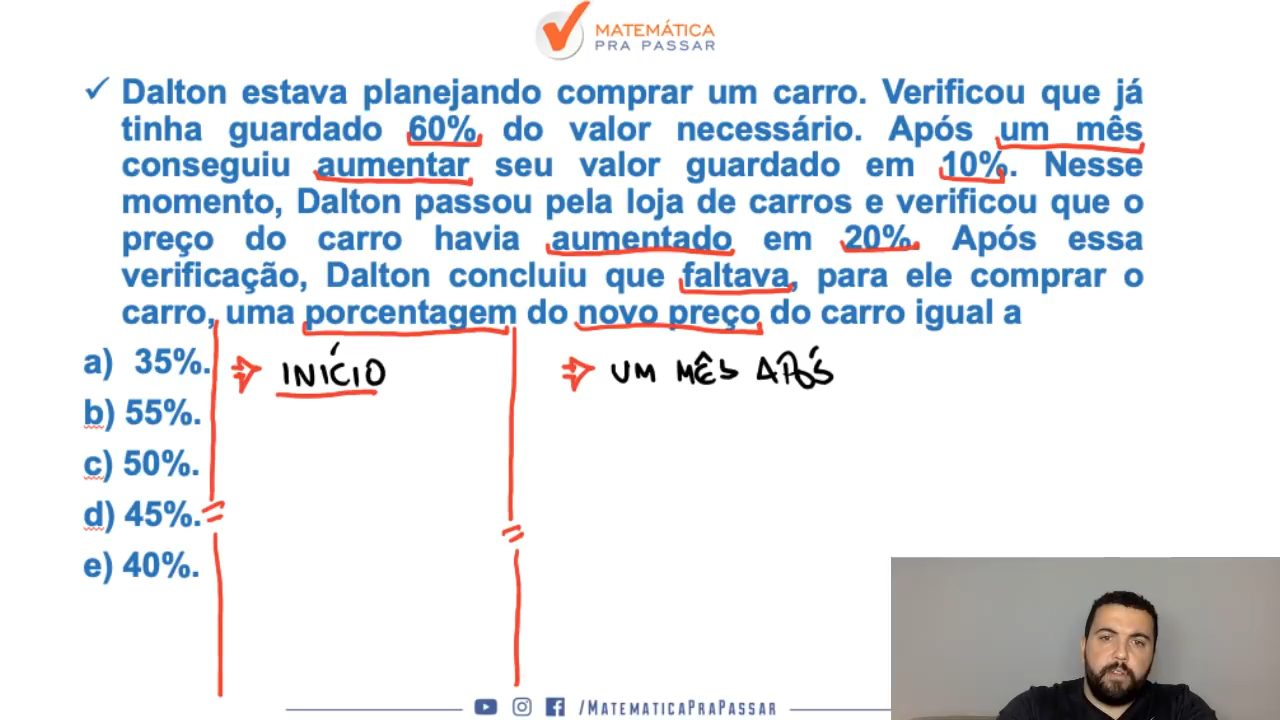 MATEMÁTICA
PRA PASSAR
✓ Dalton estava planejando comprar um carro. Verificou que já
tinha guardado 60% do valor necessário. Após um mês
conseguiu aumentar seu valor guardado em 10%. Nesse
momento, Dalton passou pela loja de carros e verificou que o
preço do carro havia aumentado em 20%. Após essa
verificação, Dalton concluiu que faltava, para ele comprar o
carro, uma porcentagem do novo preço do carro igual a
a) 35%.
b) 55%.
c) 50%.
d) 45%.
e) 40%.
⇒ INÍCIO
⇒ UM MÊS APÓS
/MATEMATICAPRAPASSAR